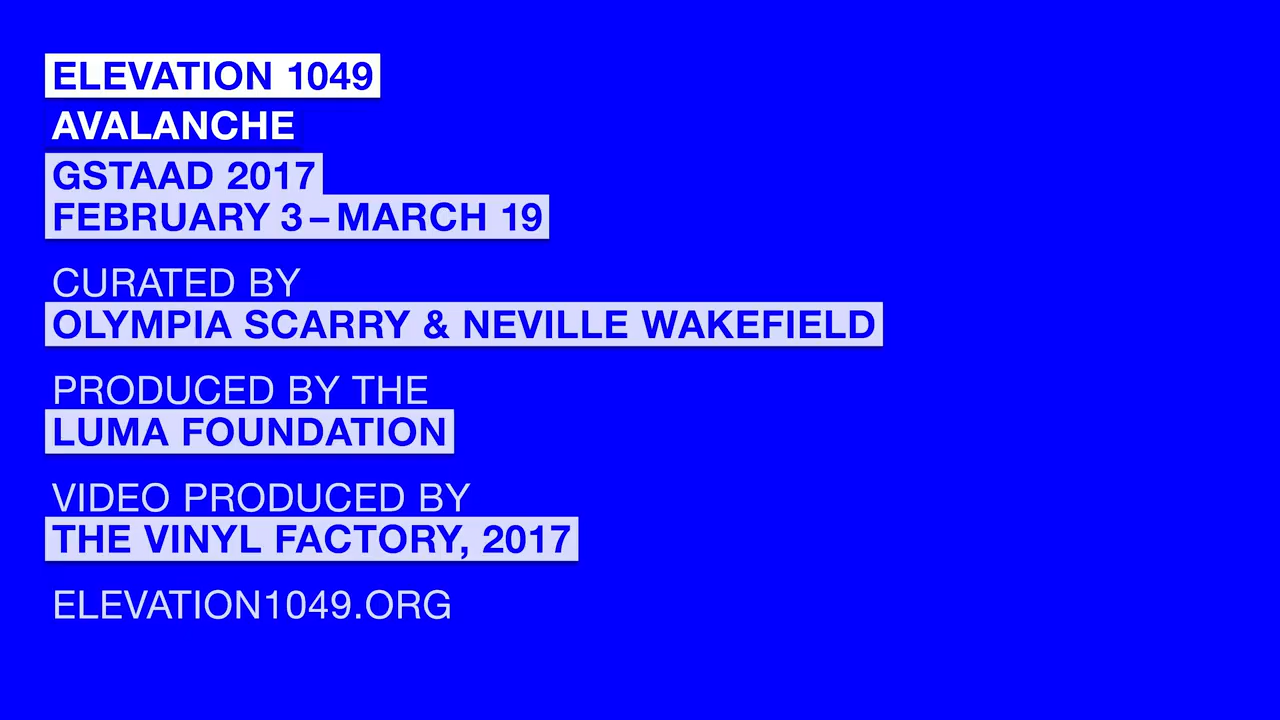 ELEVATION 1049
AVALANCHE
GSTAAD 2017
FEBRUARY 3 – MARCH 19
CURATED BY
OLYMPIA SCARRY & NEVILLE WAKEFIELD
PRODUCED BY THE
LUMA FOUNDATION
VIDEO PRODUCED BY
THE VINYL FACTORY, 2017
ELEVATION1049.ORG